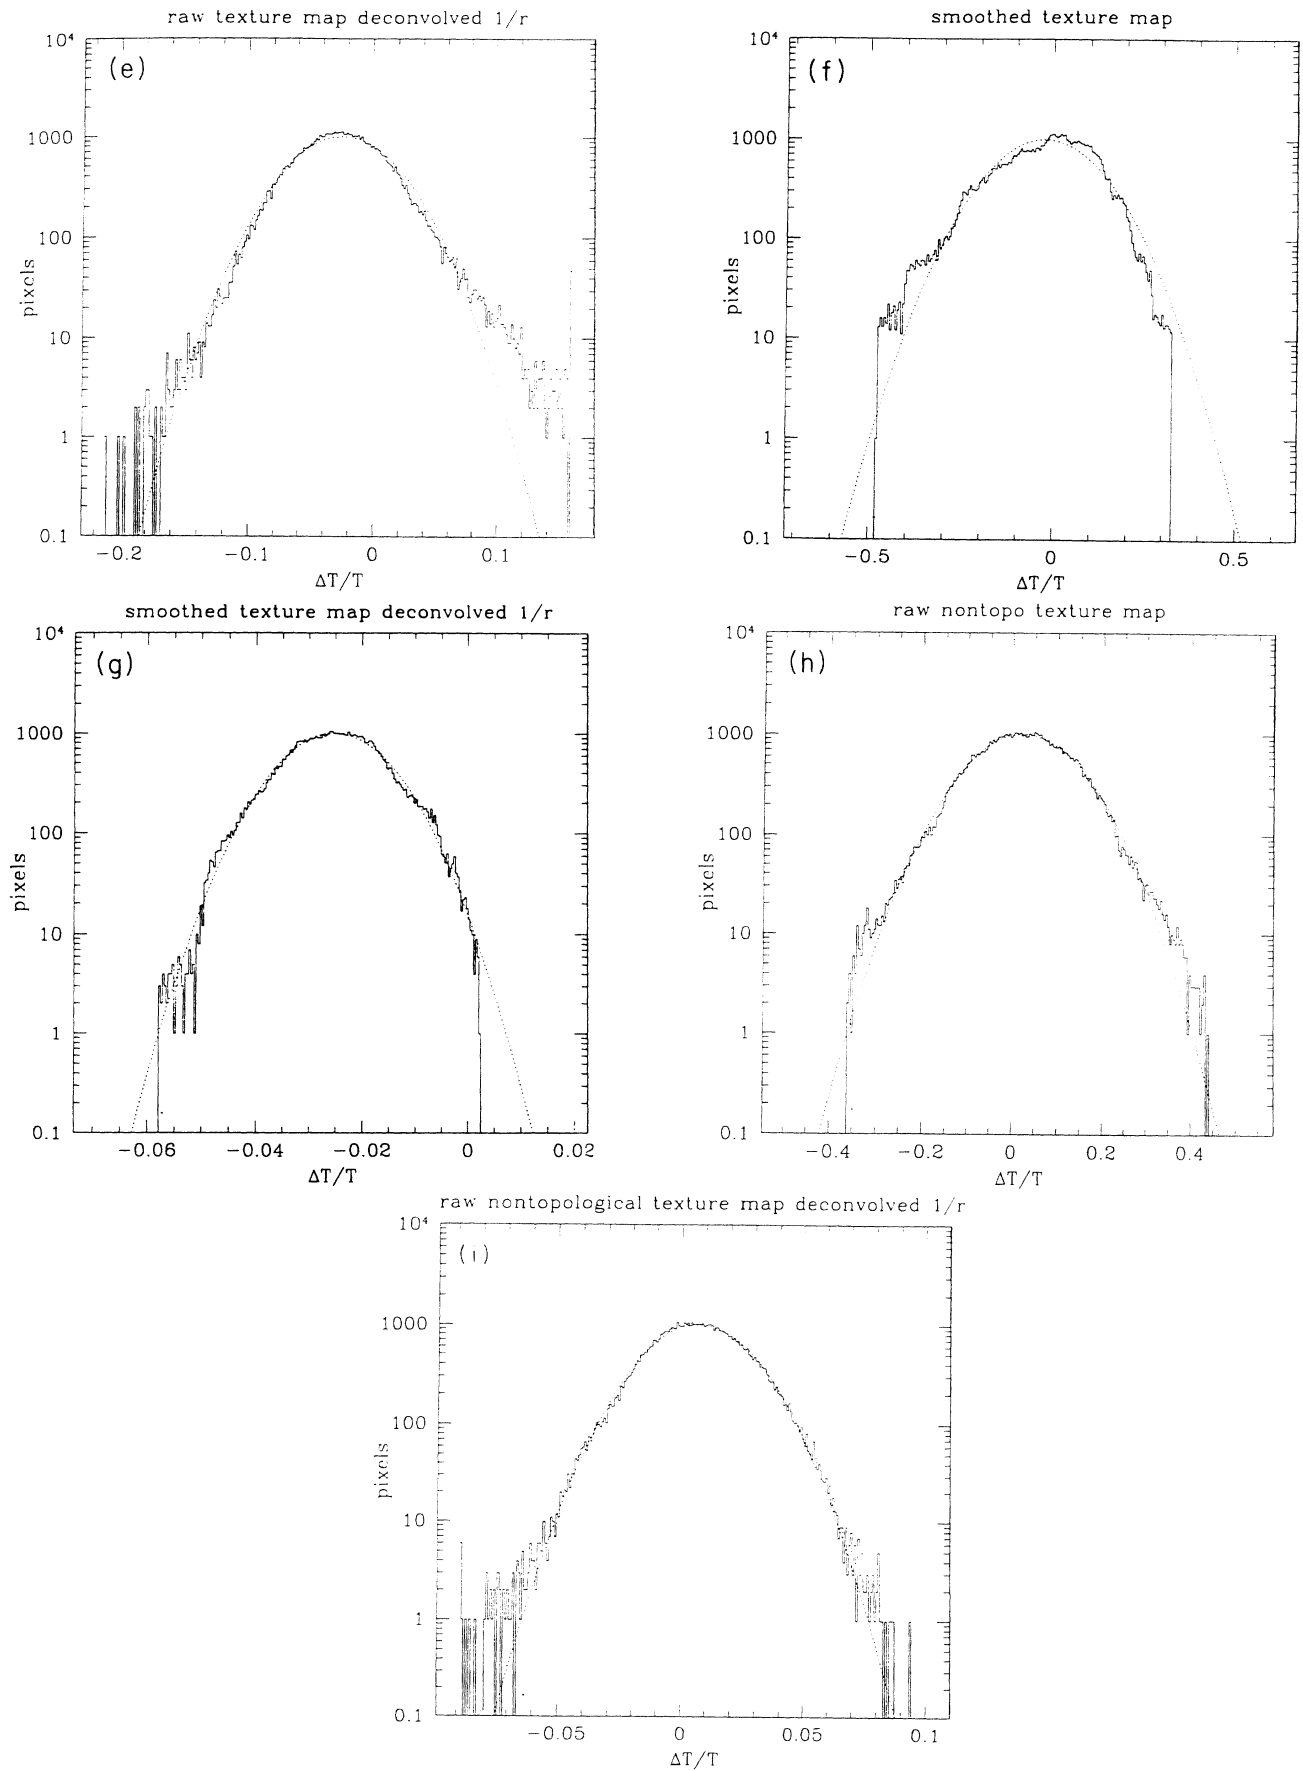 raw texture map deconvolved 1/r
(e)
10⁴
1000
100
10
1
0.1
pixels
−0.2 −0.1 0 0.1
ΔT/T
smoothed texture map
(f)
10⁴
1000
100
10
1
0.1
pixels
−0.5 0 0.5
ΔT/T
smoothed texture map deconvolved 1/r
(g)
10⁴
1000
100
10
1
0.1
pixels
−0.06 −0.04 −0.02 0 0.02
ΔT/T
raw nontopo texture map
(h)
10⁴
1000
100
10
1
0.1
pixels
−0.4 −0.2 0 0.2 0.4
ΔT/T
raw nontopological texture map deconvolved 1/r
(i)
10⁴
1000
100
10
1
0.1
pixels
−0.05 0 0.05 0.1
ΔT/T